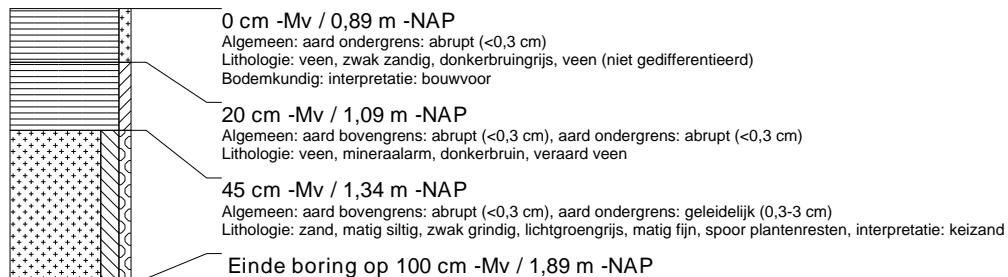 0 cm -Mv / 0,89 m -NAP
Algemeen: aard ondergrens: abrupt (<0,3 cm)
Lithologie: veen, zwak zandig, donkerbruingrijs, veen (niet gedifferentieerd)
Bodemkundig: interpretatie: bouwvoor
20 cm -Mv / 1,09 m -NAP
Algemeen: aard bovengrens: abrupt (<0,3 cm), aard ondergrens: abrupt (<0,3 cm)
Lithologie: veen, mineraalarm, donkerbruin, veraard veen
45 cm -Mv / 1,34 m -NAP
Algemeen: aard bovengrens: abrupt (<0,3 cm), aard ondergrens: geleidelijk (0,3-3 cm)
Lithologie: zand, matig siltig, zwak grindig, lichtgroengrijs, matig fijn, spoor plantenresten, interpretatie: keizand
Einde boring op 100 cm -Mv / 1,89 m -NAP